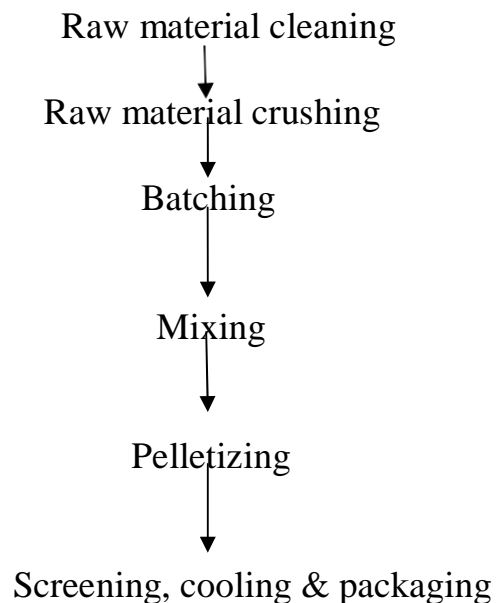 Raw material cleaning
Raw material crushing
Batching
Mixing
Pelletizing
Screening, cooling & packaging